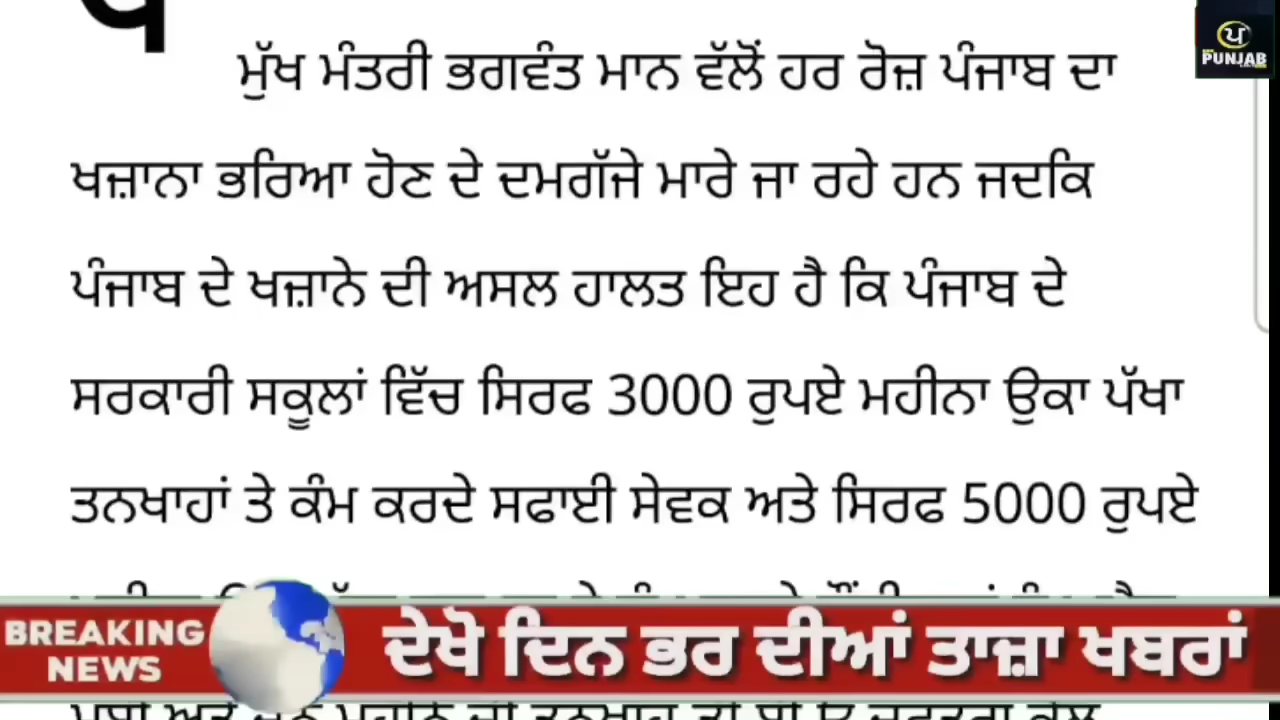 ਪ
PUNJAB
ਮੁੱਖ ਮੰਤਰੀ ਭਗਵੰਤ ਮਾਨ ਵੱਲੋਂ ਹਰ ਰੋਜ਼ ਪੰਜਾਬ ਦਾ
ਖਜ਼ਾਨਾ ਭਰਿਆ ਹੋਣ ਦੇ ਦਮਗੱਜੇ ਮਾਰੇ ਜਾ ਰਹੇ ਹਨ ਜਦਕਿ
ਪੰਜਾਬ ਦੇ ਖਜ਼ਾਨੇ ਦੀ ਅਸਲ ਹਾਲਤ ਇਹ ਹੈ ਕਿ ਪੰਜਾਬ ਦੇ
ਸਰਕਾਰੀ ਸਕੂਲਾਂ ਵਿੱਚ ਸਿਰਫ 3000 ਰੁਪਏ ਮਹੀਨਾ ਉਕਾ ਪੱਖਾ
ਤਨਖਾਹਾਂ ਤੇ ਕੰਮ ਕਰਦੇ ਸਫਾਈ ਸੇਵਕ ਅਤੇ ਸਿਰਫ 5000 ਰੁਪਏ
BREAKING
NEWS
ਦੇਖੋ ਦਿਨ ਭਰ ਦੀਆਂ ਤਾਜ਼ਾ ਖਬਰਾਂ